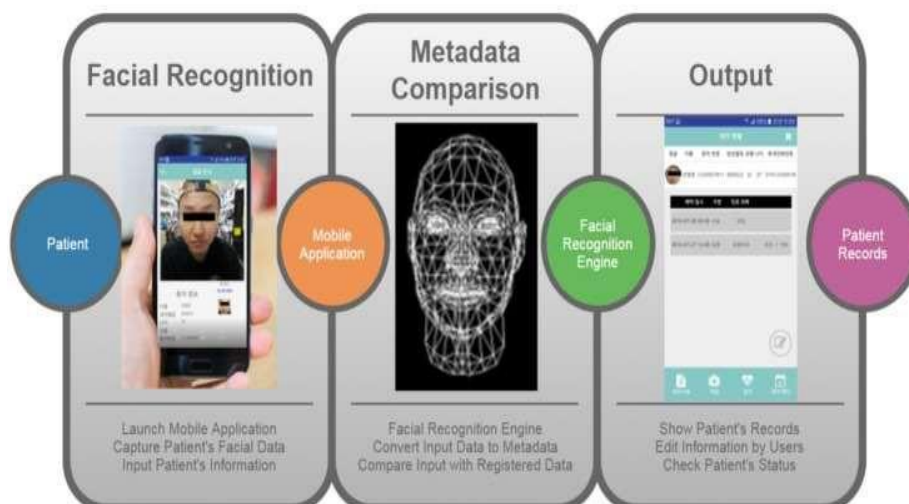 Facial Recognition
Metadata
Comparison
Output
Patient
Mobile
Application
Facial
Recognition
Engine
Patient
Records
Launch Mobile Application
Capture Patient's Facial Data
Input Patient's Information
Facial Recognition Engine
Convert Input Data to Metadata
Compare Input with Registered Data
Show Patient's Records
Edit Information by Users
Check Patient's Status